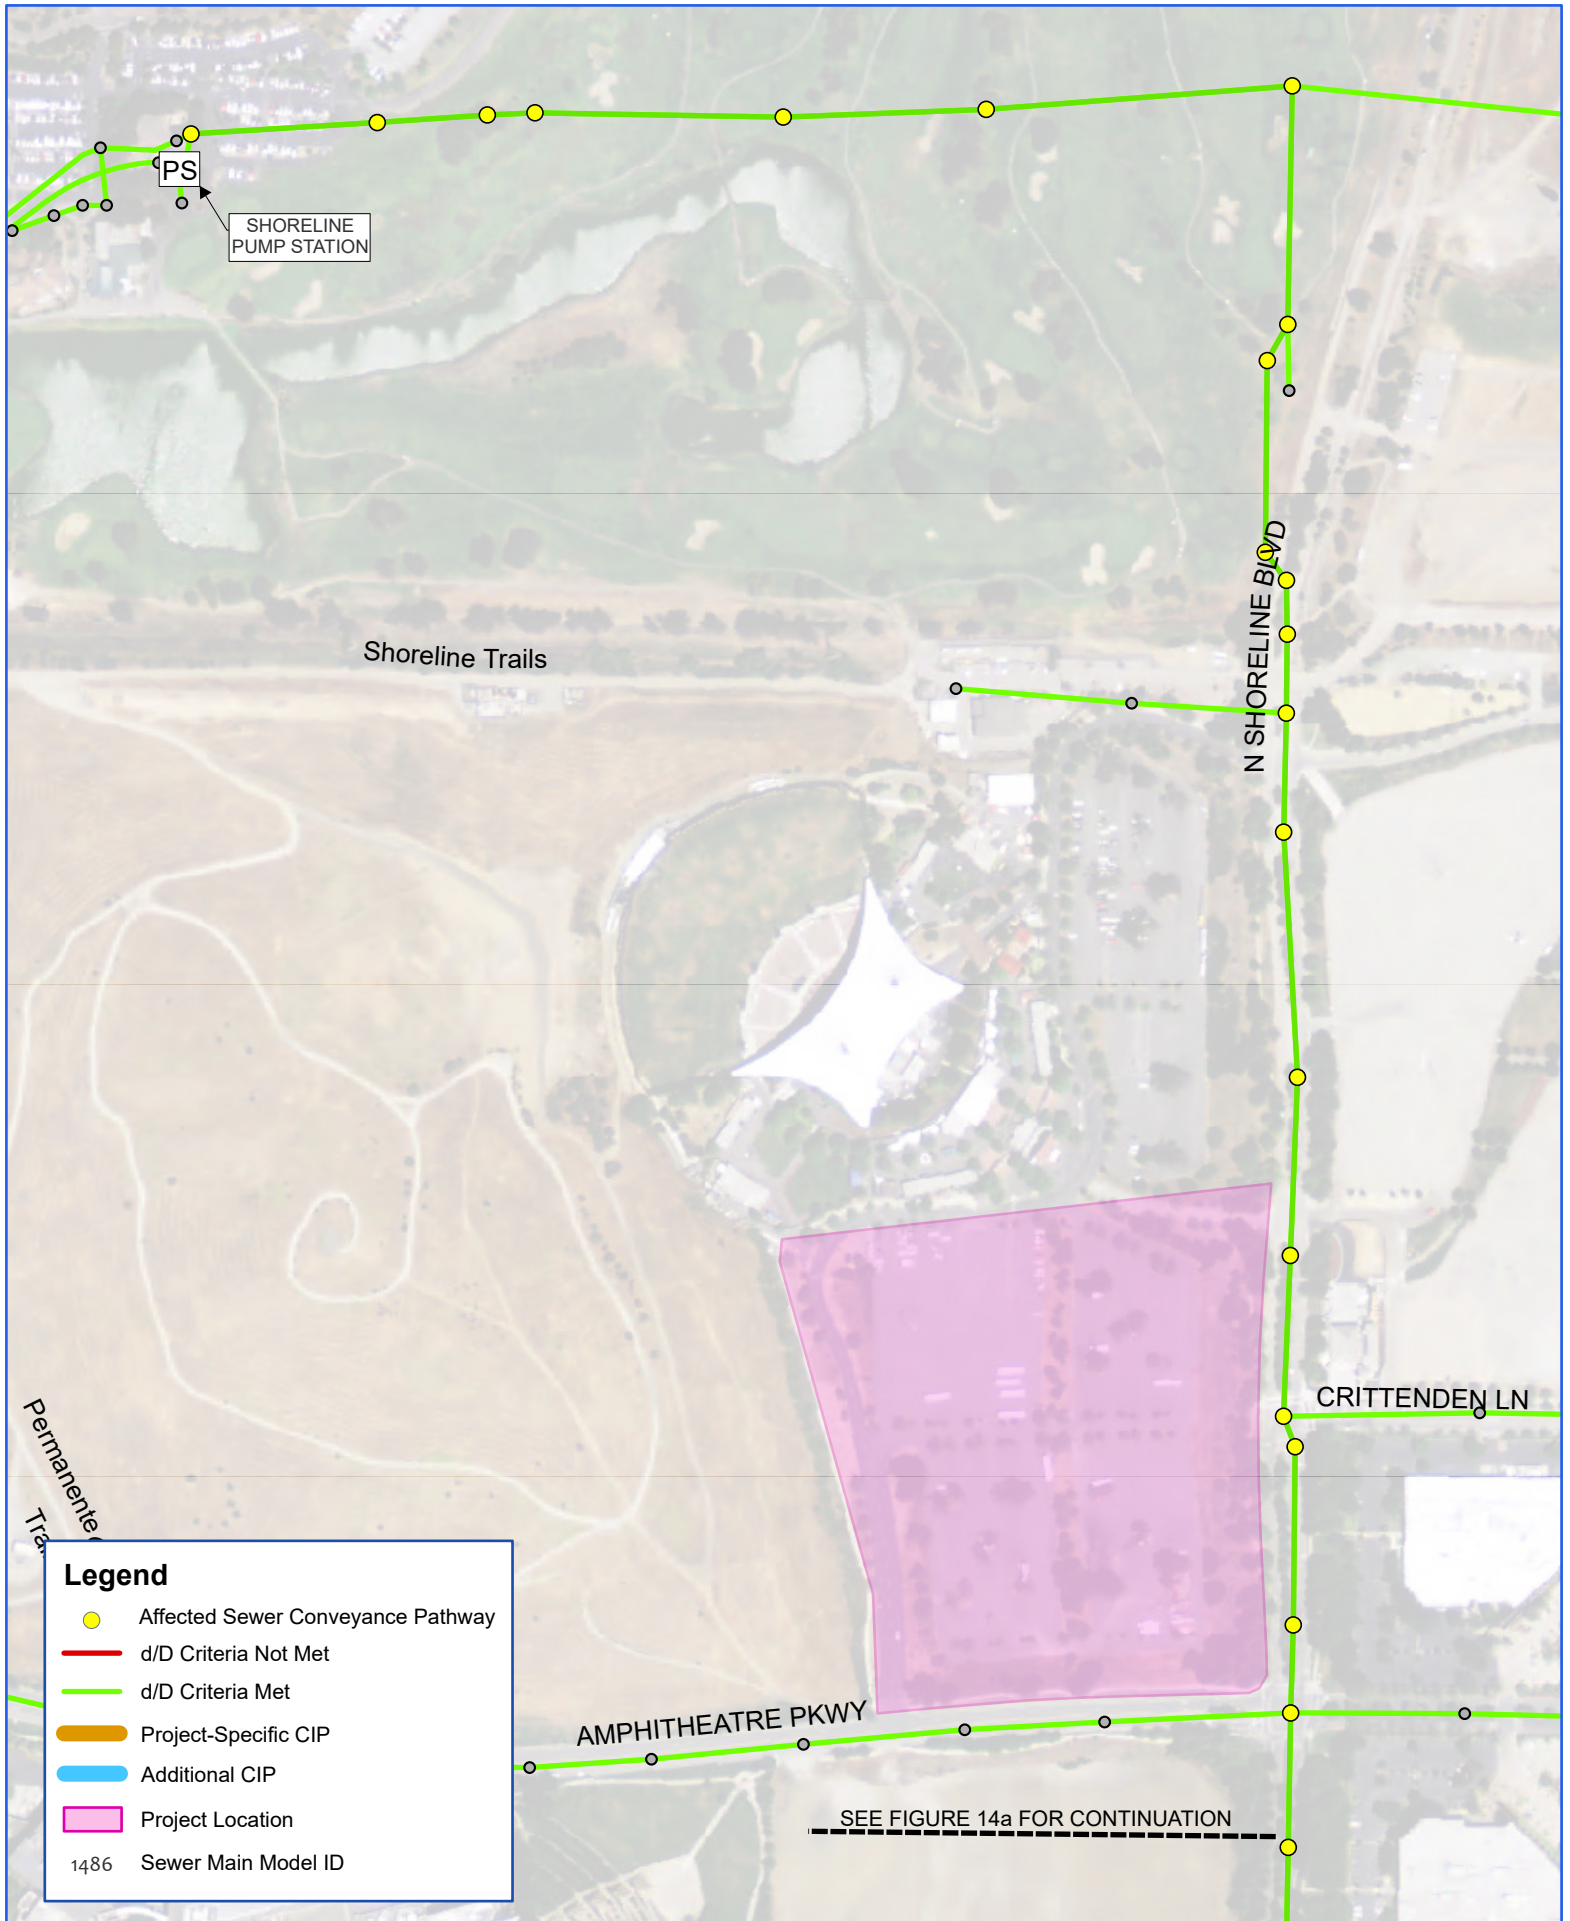 PS
SHORELINE
PUMP STATION
N SHORELINE BLVD
Shoreline Trails
CRITTENDEN LN
Permanente
AMPHITHEATRE PKWY
SEE FIGURE 14a FOR CONTINUATION
Legend
Affected Sewer Conveyance Pathway
d/D Criteria Not Met
d/D Criteria Met
Project-Specific CIP
Additional CIP
Project Location
1486 Sewer Main Model ID